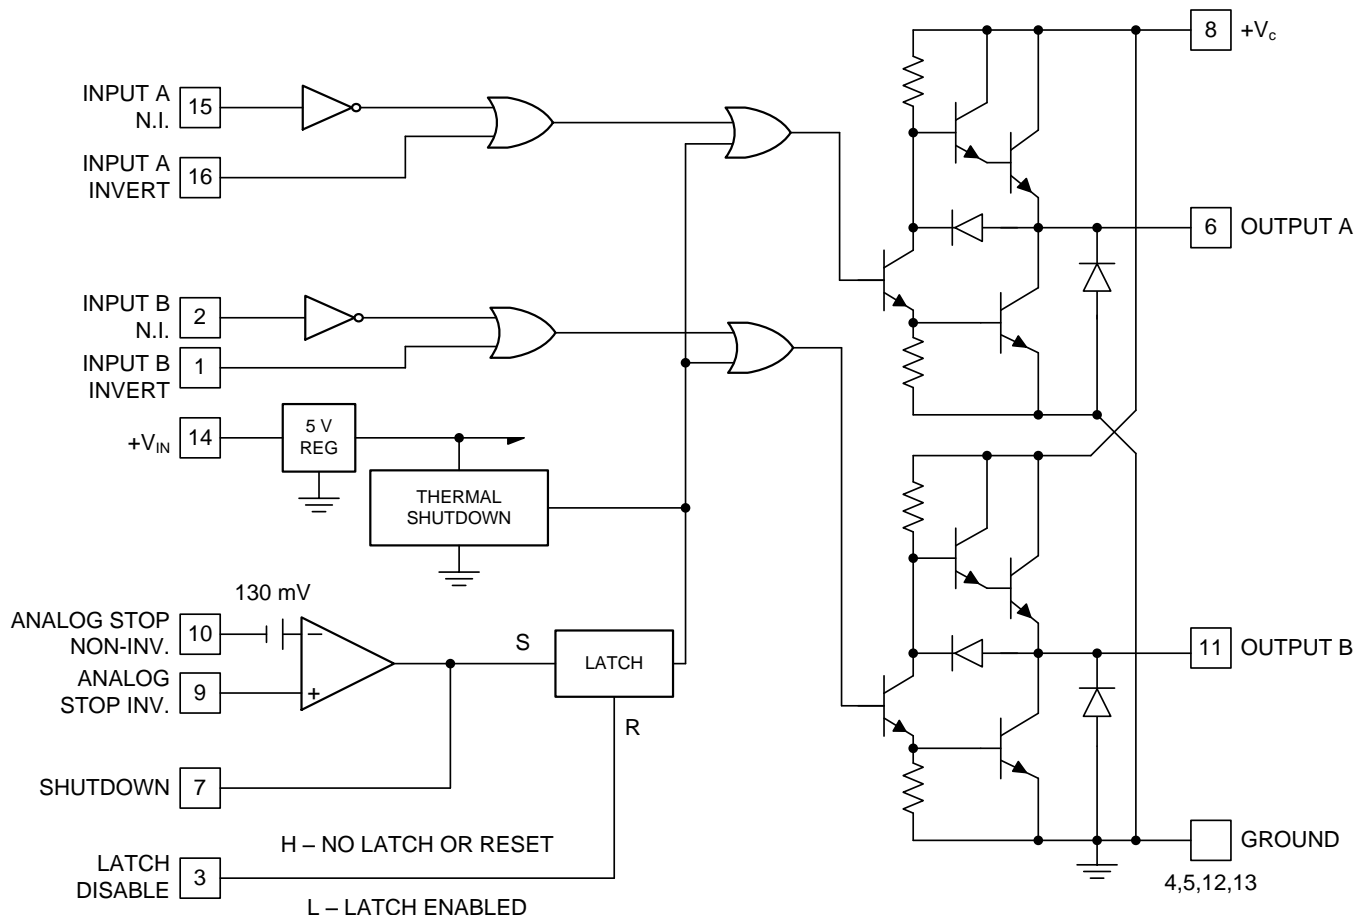 8
+Vc
INPUT A
N.I.
15
INPUT A
INVERT
16
6
OUTPUT A
INPUT B
N.I.
2
INPUT B
INVERT
1
+VIN
14
5 V
REG
THERMAL
SHUTDOWN
130 mV
ANALOG STOP
NON-INV.
10
–
ANALOG
STOP INV.
9
+
S
LATCH
R
11
OUTPUT B
SHUTDOWN
7
H – NO LATCH OR RESET
LATCH
DISABLE
3
L – LATCH ENABLED
GROUND
4,5,12,13